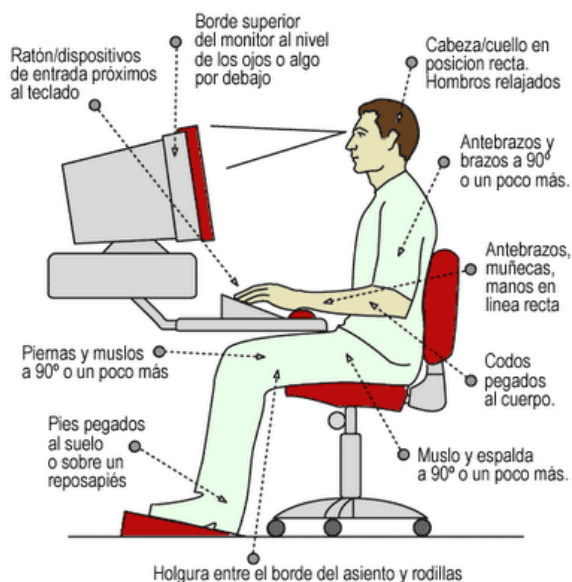 Borde superior
del monitor al nivel
de los ojos o algo
por debajo
Ratón/dispositivos
de entrada próximos
al teclado
Cabeza/cuello en
posicion recta.
Hombros relajados
Antebrazos y
brazos a 90º
o un poco más.
Antebrazos,
muñecas,
manos en
linea recta
Codos
pegados
al cuerpo.
Muslo y espalda
a 90º o un poco más.
Piernas y muslos
a 90º o un poco más
Pies pegados
al suelo
o sobre un
reposapiés
Holgura entre el borde del asiento y rodillas